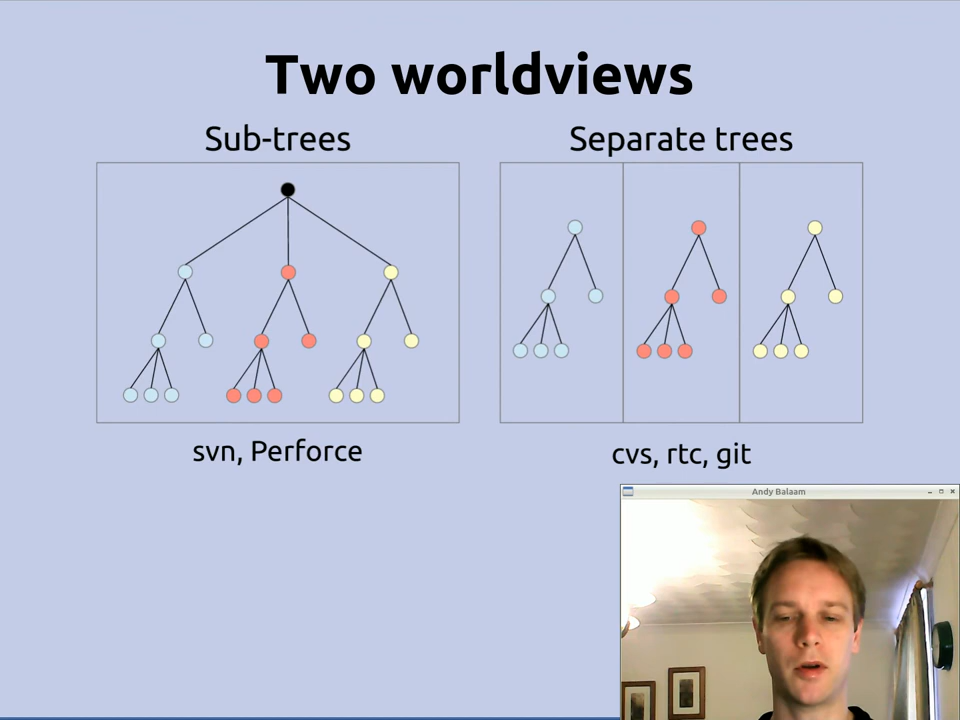 Two worldviews
Sub-trees
Separate trees
svn, Perforce
cvs, rtc, git
Andy Balaam